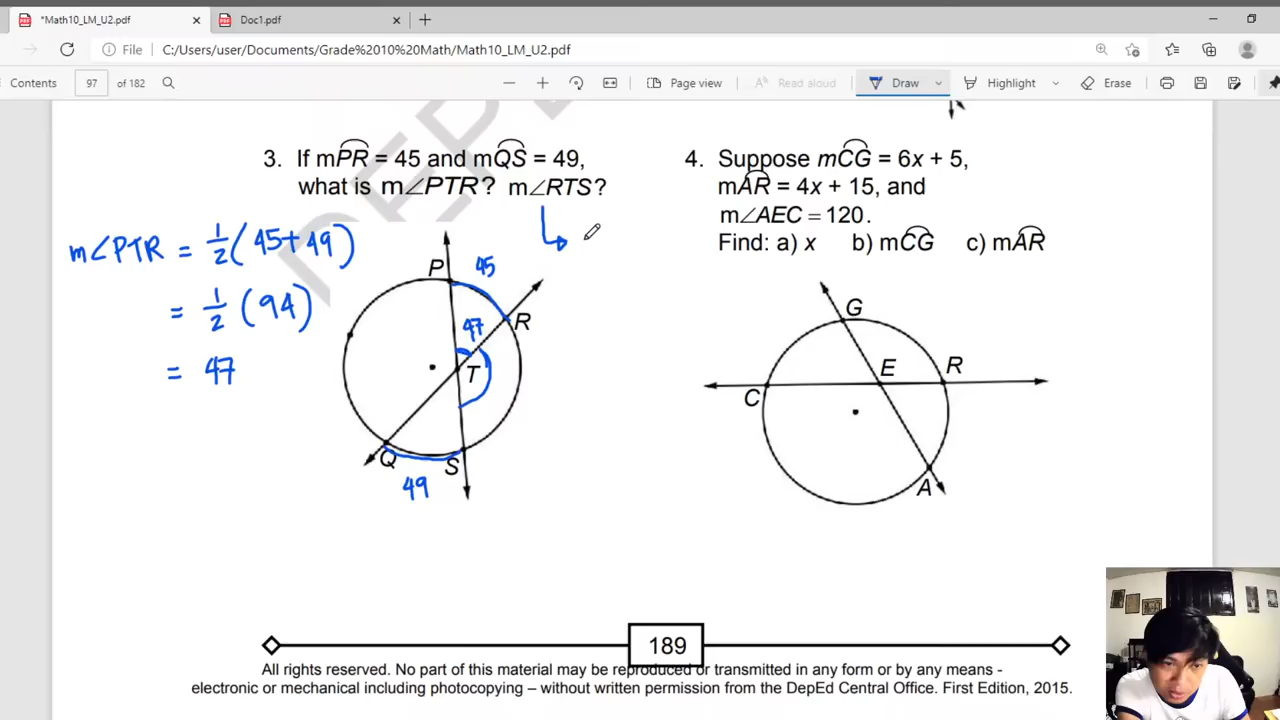 *Math10_LM_U2.pdf
Doc1.pdf
File
C:/Users/user/Documents/Grade%2010%20Math/Math10_LM_U2.pdf
Contents
97
of 182
Page view
Read aloud
Draw
Highlight
Erase
3. If mPR = 45 and mQS = 49,
what is m∠PTR? m∠RTS?
m∠PTR = 1/2 (45+49)
= 1/2 (94)
= 47
P
45
R
47
T
Q
S
49
4. Suppose mCG = 6x + 5,
mAR = 4x + 15, and
m∠AEC = 120.
Find: a) x b) mCG c) mAR
G
E
R
C
A
189
All rights reserved. No part of this material may be reproduced or transmitted in any form or by any means -
electronic or mechanical including photocopying – without written permission from the DepEd Central Office. First Edition, 2015.